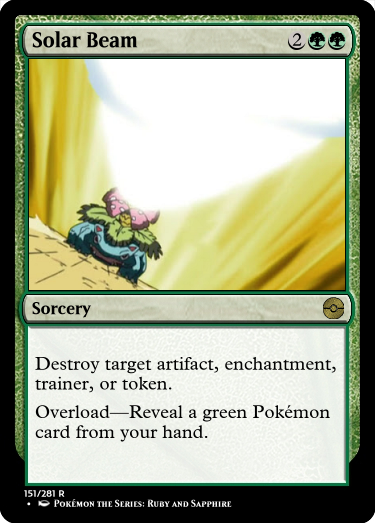 Solar Beam 2
Sorcery
Destroy target artifact, enchantment,
trainer, or token.
Overload—Reveal a green Pokémon
card from your hand.
151/281 R
• Pokémon the Series: Ruby and Sapphire